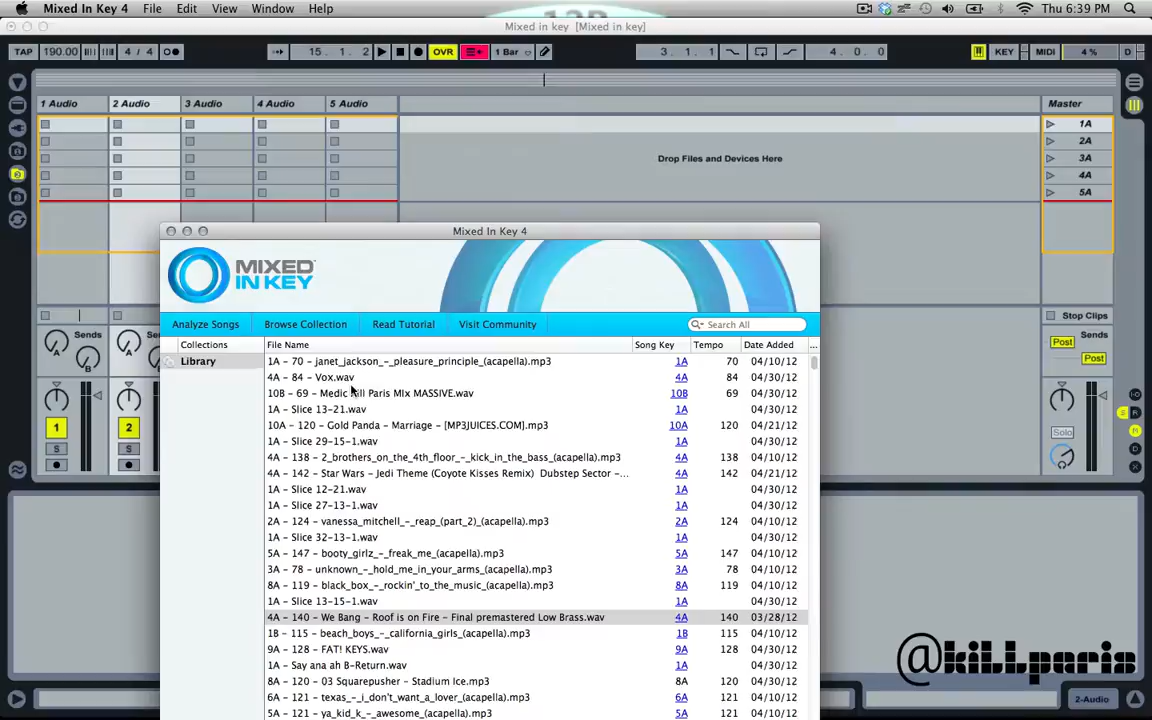 Mixed In Key 4 File Edit View Window Help Thu 6:39 PM
Mixed in key [Mixed in key]
TAP 190.00 4 / 4 15. 1. 2 OVR 1 Bar 3. 1. 1 4. 0. 0 KEY MIDI 4 % D
1 Audio 2 Audio 3 Audio 4 Audio 5 Audio Master
1A
2A
Drop Files and Devices Here 3A
4A
5A
Mixed In Key 4
MIXED
IN KEY
Sends Sends Stop Clips
Analyze Songs Browse Collection Read Tutorial Visit Community Search All
Sends
Post
Post
Collections File Name Song Key Tempo Date Added ...
Library 1A - 70 - janet_jackson_-_pleasure_principle_(acapella).mp3 1A 70 04/10/12
4A - 84 - Vox.wav 4A 84 04/30/12
10B - 69 - Medic Kill Paris MIx MASSIVE.wav 10B 69 04/30/12
1A - Slice 13-21.wav 1A 04/30/12
10A - 120 - Gold Panda - Marriage - [MP3JUICES.COM].mp3 10A 120 04/21/12
1A - Slice 29-15-1.wav 1A 04/30/12
4A - 138 - 2_brothers_on_the_4th_floor_-_kick_in_the_bass_(acapella).mp3 4A 138 04/10/12
4A - 142 - Star Wars - Jedi Theme (Coyote Kisses Remix) Dubstep Sector -... 4A 142 04/21/12
1A - Slice 12-21.wav 1A 04/30/12
1A - Slice 27-13-1.wav 1A 04/30/12
2A - 124 - vanessa_mitchell_-_reap_(part_2)_(acapella).mp3 2A 124 04/10/12
1A - Slice 32-13-1.wav 1A 04/30/12
5A - 147 - booty_girlz_-_freak_me_(acapella).mp3 5A 147 04/10/12
3A - 78 - unknown_-_hold_me_in_your_arms_(acapella).mp3 3A 78 04/10/12
8A - 119 - black_box_-_rockin'_to_the_music_(acapella).mp3 8A 119 04/10/12
1A - Slice 13-15-1.wav 1A 04/30/12
4A - 140 - We Bang - Roof is on Fire - Final premastered Low Brass.wav 4A 140 03/28/12
1B - 115 - beach_boys_-_california_girls_(acapella).mp3 1B 115 04/10/12
9A - 128 - FAT! KEYS.wav 9A 128 04/30/12
1A - Say ana ah B-Return.wav 1A 04/30/12
8A - 120 - 03 Squarepusher - Stadium Ice.mp3 8A 120 04/30/12
6A - 121 - texas_-_i_don't_want_a_lover_(acapella).mp3 6A 121 04/10/12
5A - 121 - ya_kid_k_-_awesome_(acapella).mp3 5A 121 04/10/12
1 S 2 S Solo
@killparis
2-Audio